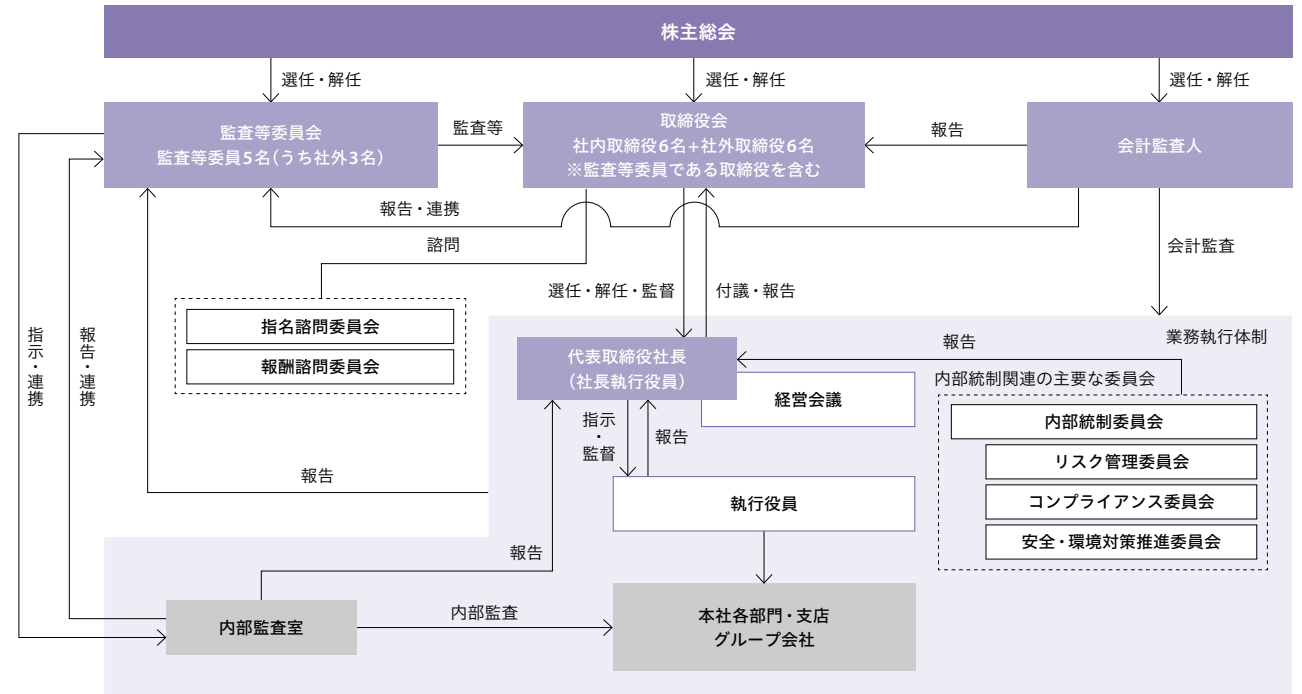 株主総会
選任・解任
選任・解任
選任・解任
監査等委員会
監査等委員5名(うち社外3名)
監査等
取締役会
社内取締役6名+社外取締役6名
※監査等委員である取締役を含む
報告
会計監査人
報告・連携
諮問
会計監査
選任・解任・監督
付議・報告
指示・連携
報告・連携
指名諮問委員会
報酬諮問委員会
業務執行体制
代表取締役社長
(社長執行役員)
報告
経営会議
内部統制関連の主要な委員会
内部統制委員会
リスク管理委員会
コンプライアンス委員会
安全・環境対策推進委員会
指示
・
監督
報告
報告
執行役員
報告
内部監査室
内部監査
本社各部門・支店
グループ会社